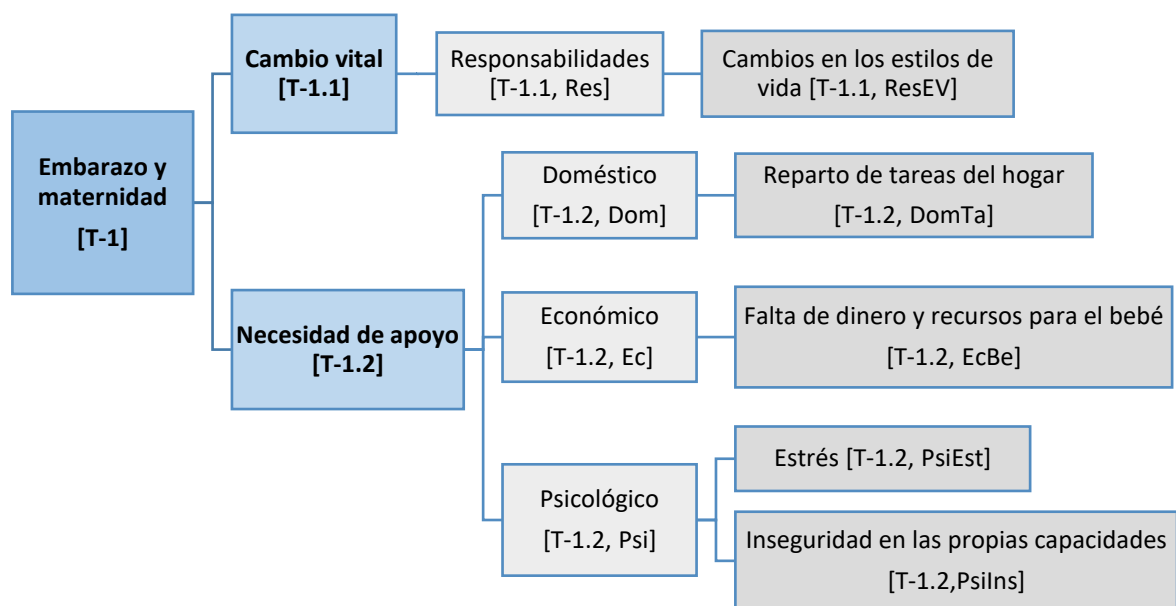 Embarazo y
maternidad
[T-1]
Cambio vital
[T-1.1]
Responsabilidades
[T-1.1, Res]
Cambios en los estilos de
vida [T-1.1, ResEV]
Necesidad de apoyo
[T-1.2]
Doméstico
[T-1.2, Dom]
Reparto de tareas del hogar
[T-1.2, DomTa]
Económico
[T-1.2, Ec]
Falta de dinero y recursos para el bebé
[T-1.2, EcBe]
Psicológico
[T-1.2, Psi]
Estrés [T-1.2, PsiEst]
Inseguridad en las propias capacidades
[T-1.2,PsiIns]